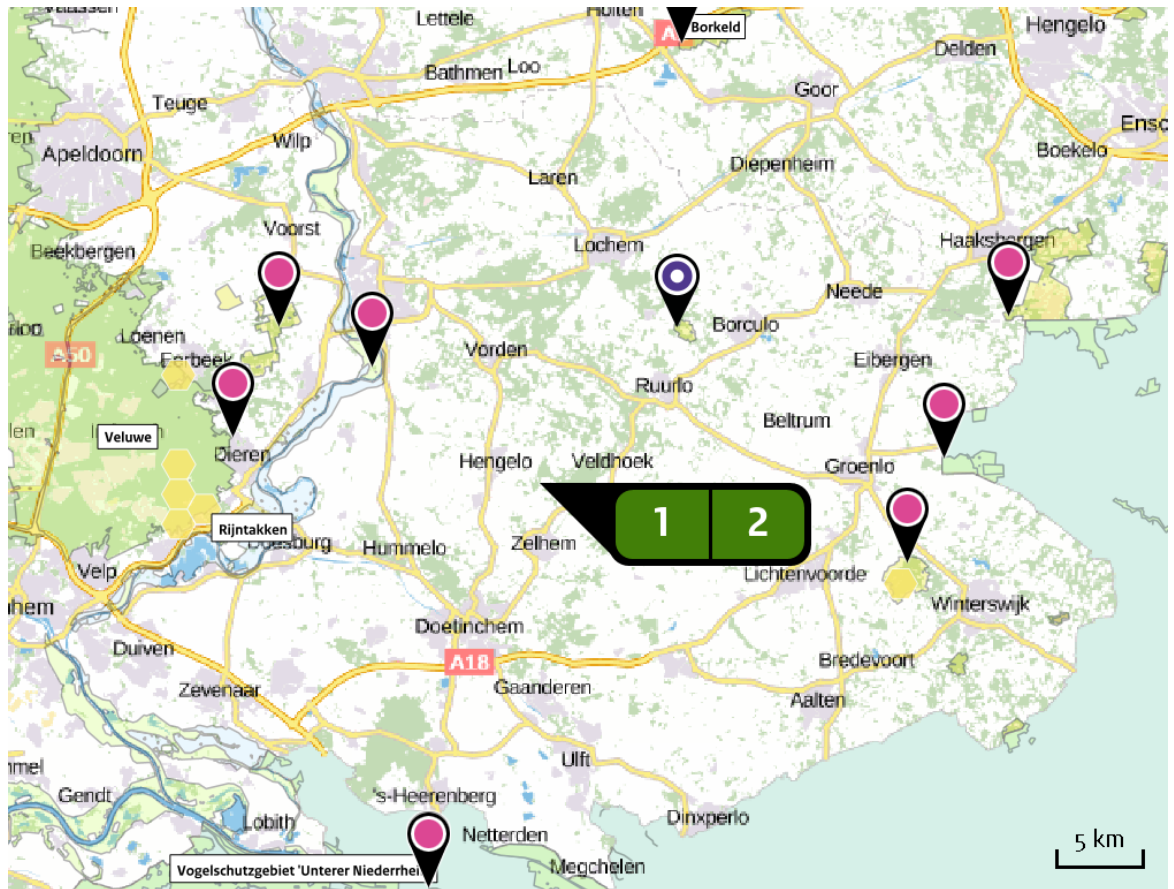 Vaassen
Lettele
Holten
Borkeld
Hengelo
Delden
Bathmen
Loo
Goor
Teuge
Wilp
Ensc
Boekelo
Apeldoorn
Diepenheim
Laren
Voorst
Lochem
Haaksbergen
Beekbergen
Neede
Loenen
Borculo
A50
Eerbeek
Vorden
Eibergen
Ruurlo
Beltrum
Veluwe
Dieren
Hengelo
Veldhoek
Groenlo
1
2
Rijntakken
Doesburg
Hummelo
Zelhem
Velp
Lichtenvoorde
nhem
Winterswijk
Doetinchem
Duiven
A18
Bredevoort
Zevenaar
Gaanderen
Aalten
Ulft
mmel
Gendt
's-Heerenberg
Lobith
Netterden
Dinxperlo
5 km
Vogelschutzgebiet 'Unterer Niederrhei
Megchelen